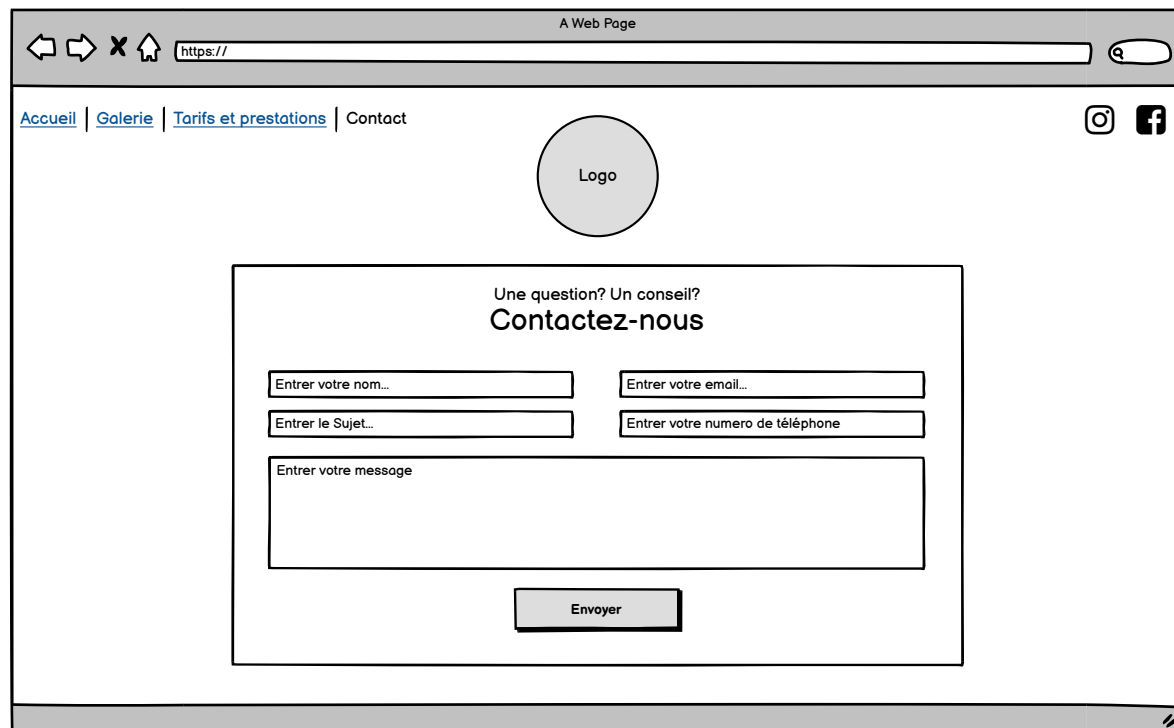 A Web Page
https://
Accueil | Galerie | Tarifs et prestations | Contact
Logo
Une question? Un conseil?
Contactez-nous
Entrer votre nom...
Entrer votre email...
Entrer le Sujet...
Entrer votre numero de téléphone
Entrer votre message
Envoyer